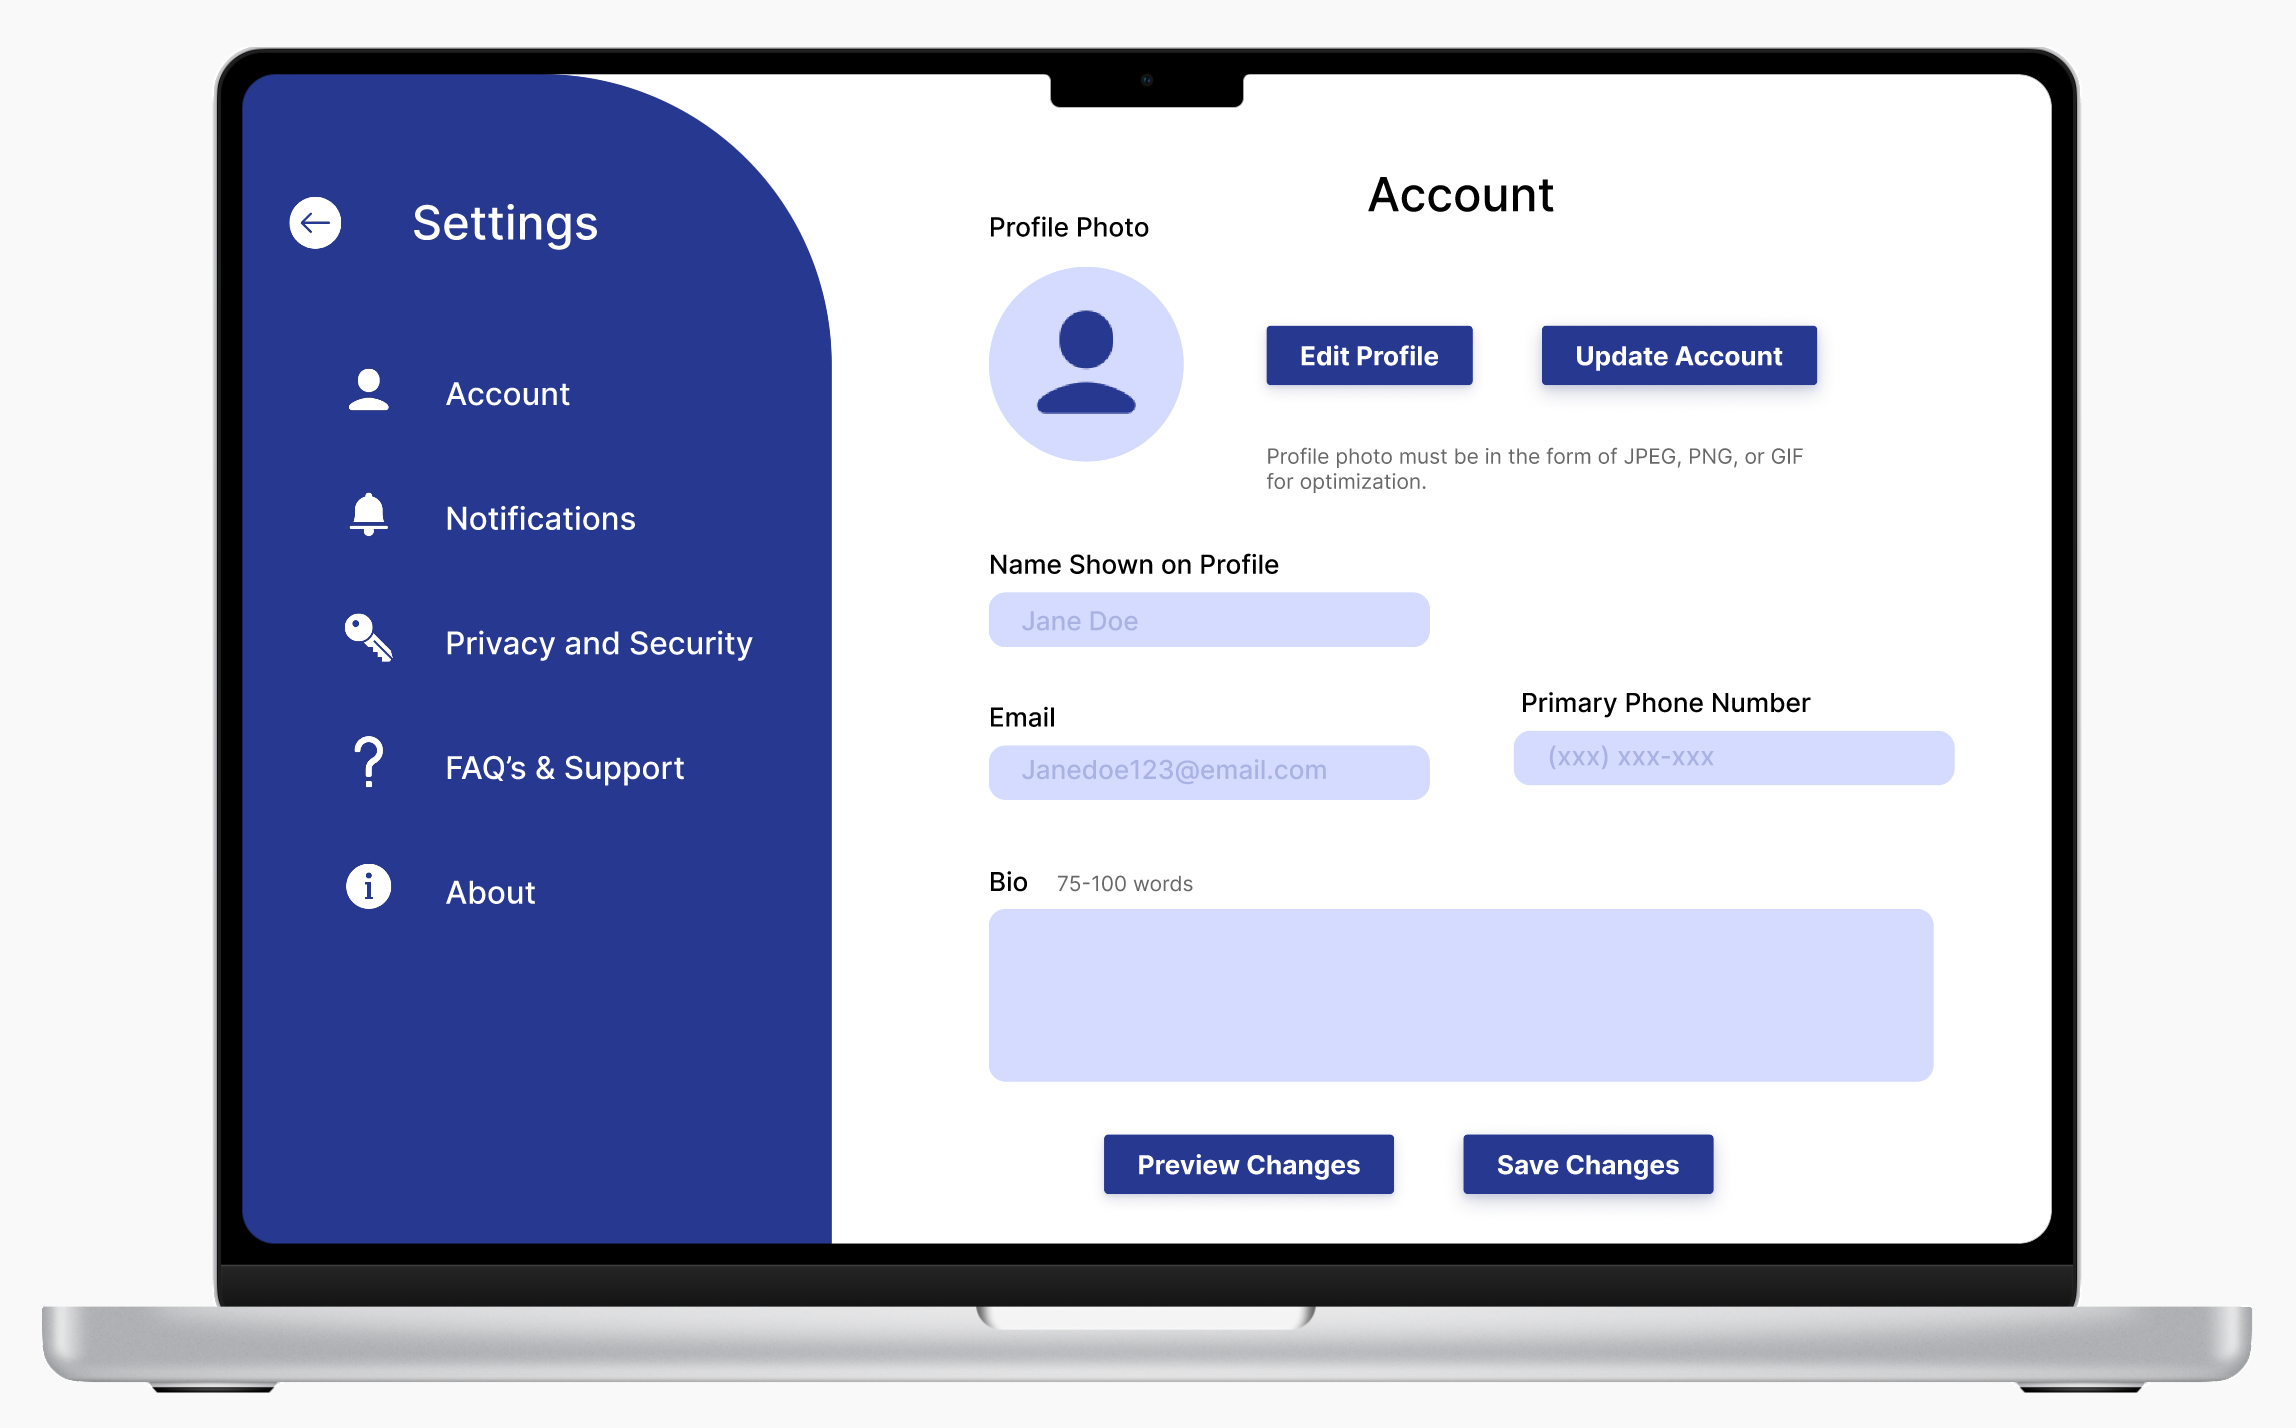 Settings
Account
Notifications
Privacy and Security
FAQ’s & Support
About
Account
Profile Photo
Edit Profile
Update Account
Profile photo must be in the form of JPEG, PNG, or GIF
for optimization.
Name Shown on Profile
Jane Doe
Email
Janedoe123@email.com
Primary Phone Number
(xxx) xxx-xxx
Bio 75-100 words
Preview Changes
Save Changes